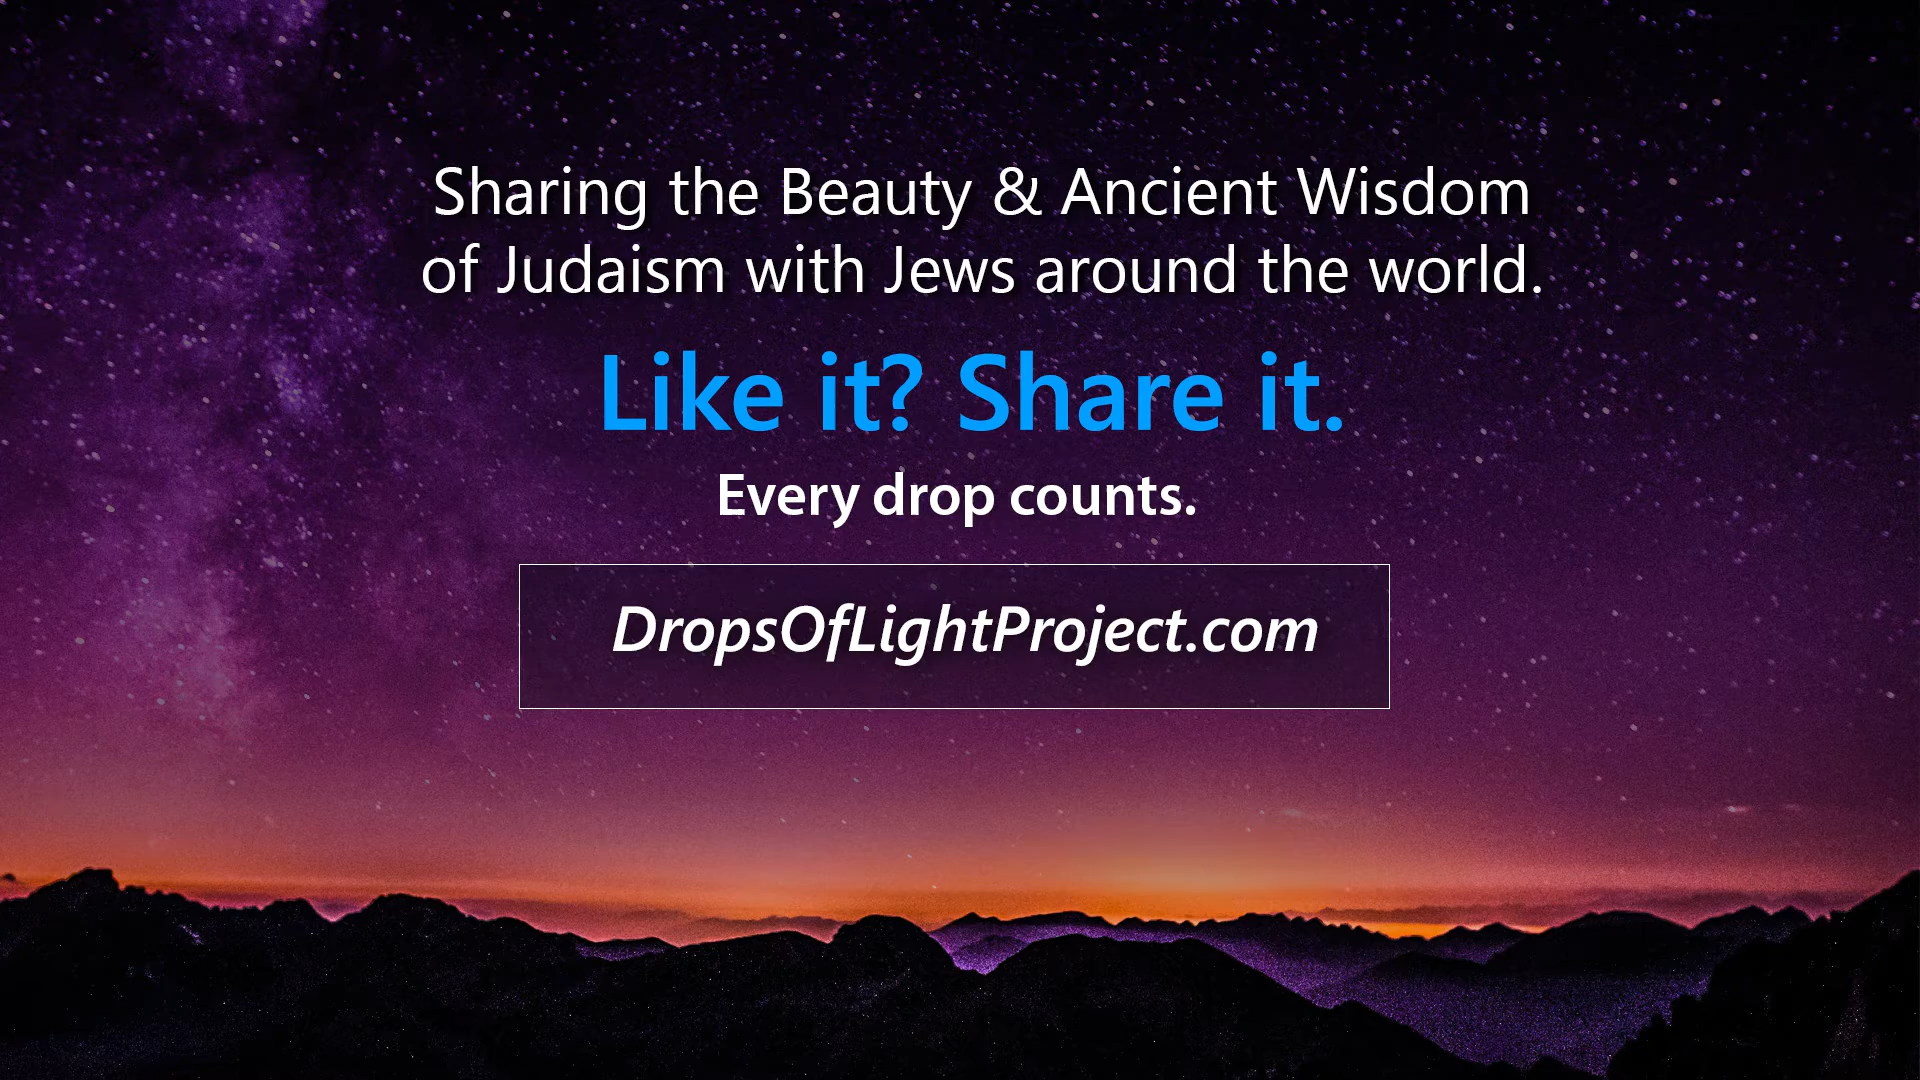 Sharing the Beauty & Ancient Wisdom
of Judaism with Jews around the world.
Like it? Share it.
Every drop counts.
DropsOfLightProject.com